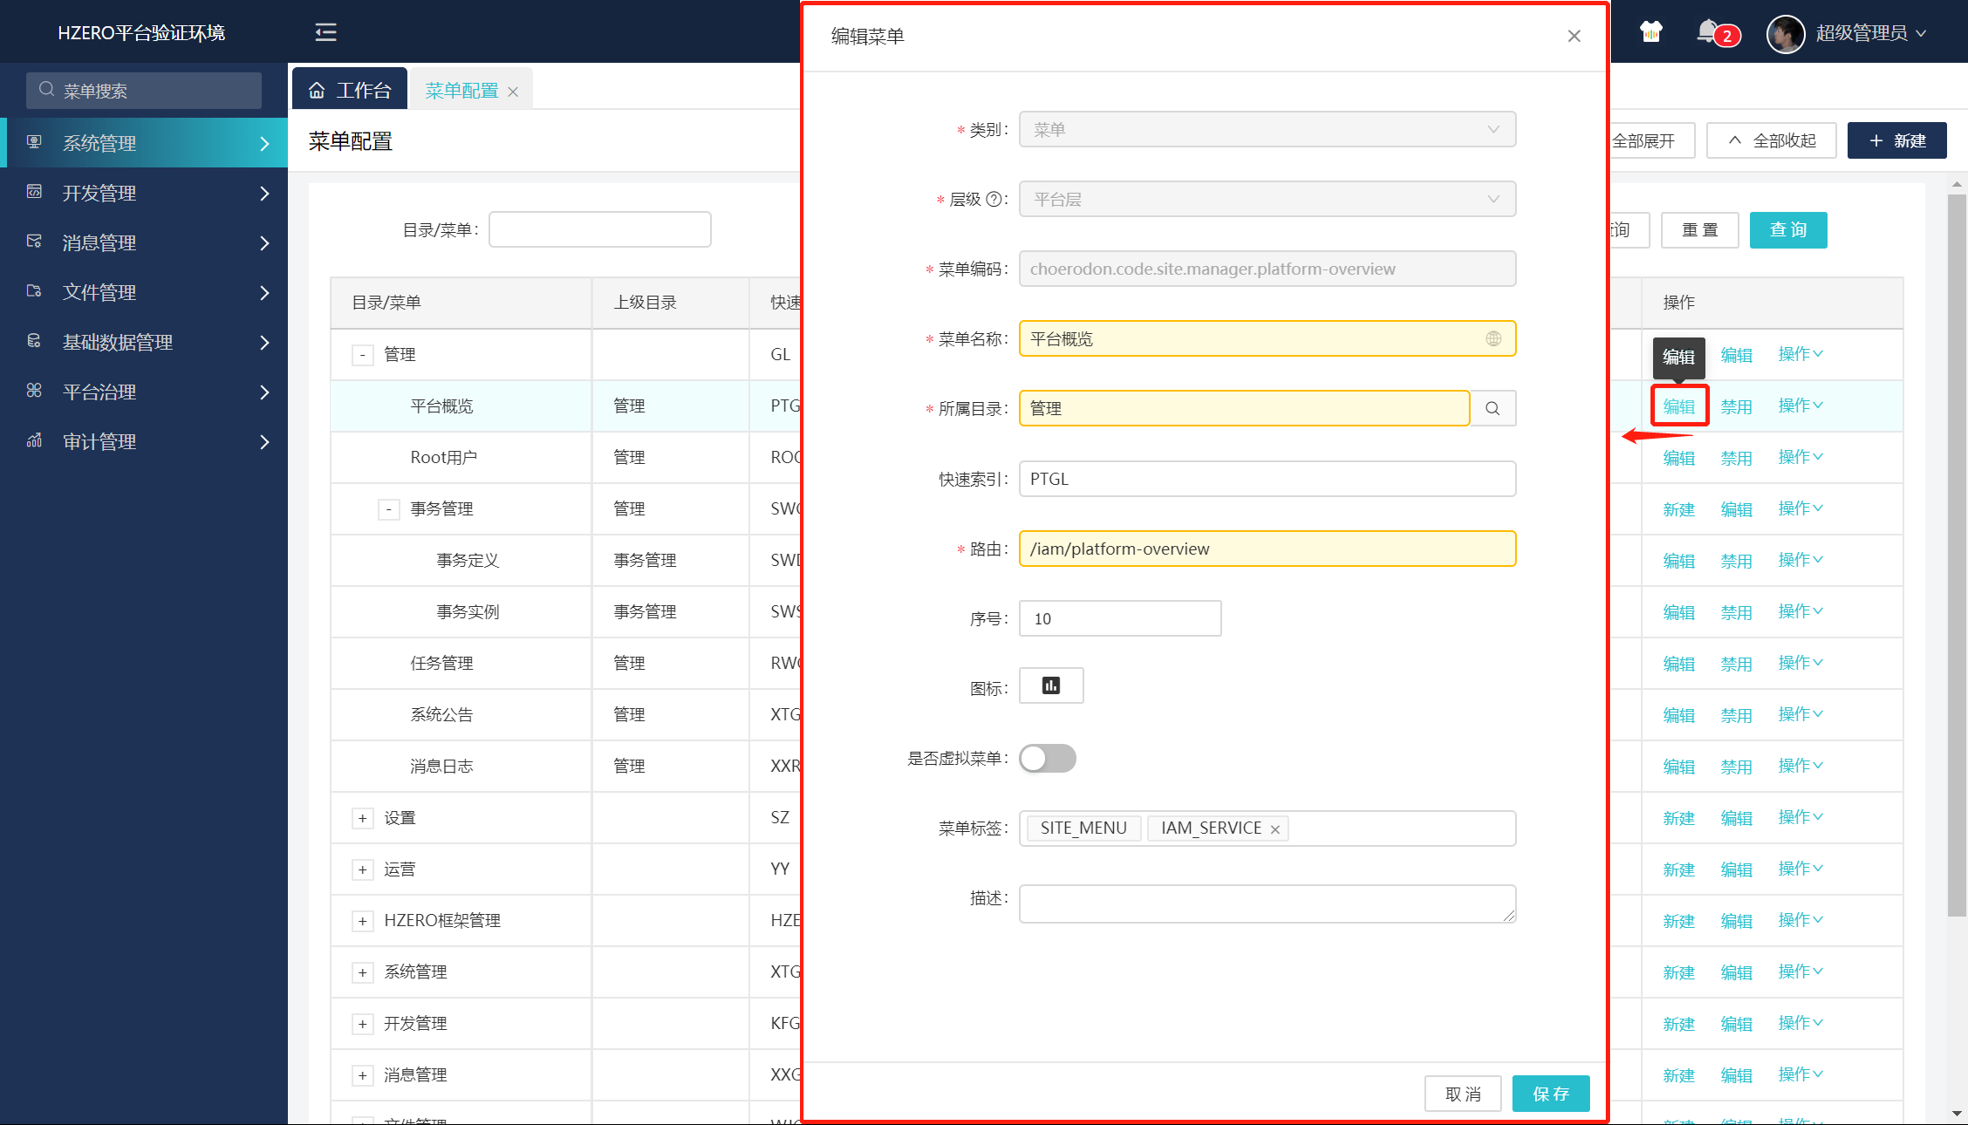 HZERO平台验证环境
2
超级管理员
菜单搜索
系统管理
开发管理
消息管理
文件管理
基础数据管理
平台治理
审计管理
工作台
菜单配置
菜单配置
全部展开
全部收起
+ 新建
目录/菜单:
询
重置
查询
目录/菜单 上级目录 快速 操作
- 管理 GL 编辑 操作
编辑
平台概览 管理 PTG 编辑 禁用 操作
Root用户 管理 ROO 编辑 禁用 操作
- 事务管理 管理 SWG 新建 编辑 操作
事务定义 事务管理 SWD 编辑 禁用 操作
事务实例 事务管理 SWS 编辑 禁用 操作
任务管理 管理 RWG 编辑 禁用 操作
系统公告 管理 XTG 编辑 禁用 操作
消息日志 管理 XXR 编辑 禁用 操作
+ 设置 SZ 新建 编辑 操作
+ 运营 YY 新建 编辑 操作
+ HZERO框架管理 HZE 新建 编辑 操作
+ 系统管理 XTG 新建 编辑 操作
+ 开发管理 KFG 新建 编辑 操作
+ 消息管理 XXG 新建 编辑 操作
编辑菜单
* 类别: 菜单
* 层级 ?: 平台层
* 菜单编码: choerodon.code.site.manager.platform-overview
* 菜单名称: 平台概览
* 所属目录: 管理
快速索引: PTGL
* 路由: /iam/platform-overview
序号: 10
图标:
是否虚拟菜单:
菜单标签: SITE_MENU IAM_SERVICE ×
描述:
取消
保存